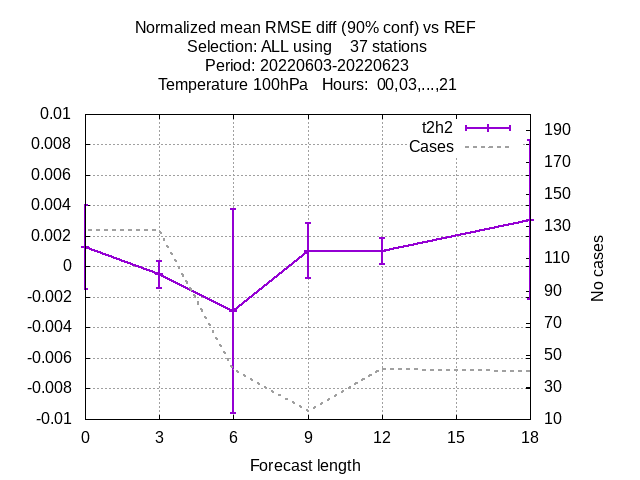 Normalized mean RMSE diff (90% conf) vs REF
Selection: ALL using    37 stations
Period: 20220603-20220623
Temperature 100hPa   Hours:  00,03,...,21
t2h2
Cases
0.01
0.008
0.006
0.004
0.002
0
-0.002
-0.004
-0.006
-0.008
-0.01
190
170
150
130
110
90
70
50
30
10
No cases
0 3 6 9 12 15 18
Forecast length